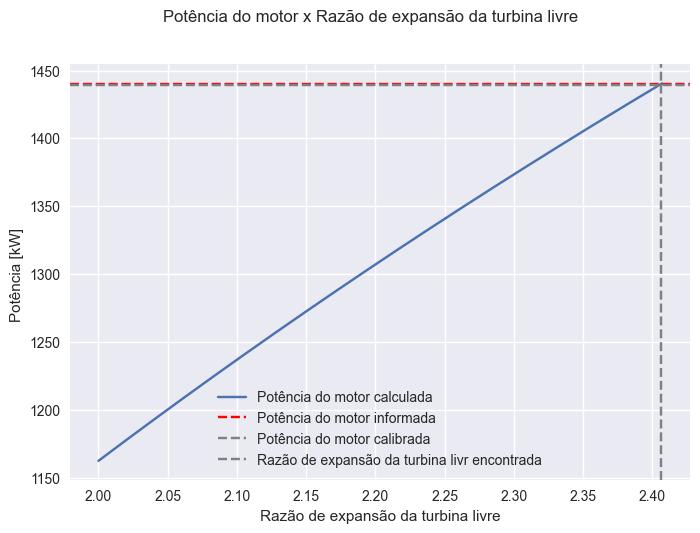 Potência do motor x Razão de expansão da turbina livre
1450
1400
1350
1300
1250
1200
1150
Potência [kW]
Potência do motor calculada
Potência do motor informada
Potência do motor calibrada
Razão de expansão da turbina livr encontrada
2.00 2.05 2.10 2.15 2.20 2.25 2.30 2.35 2.40
Razão de expansão da turbina livre